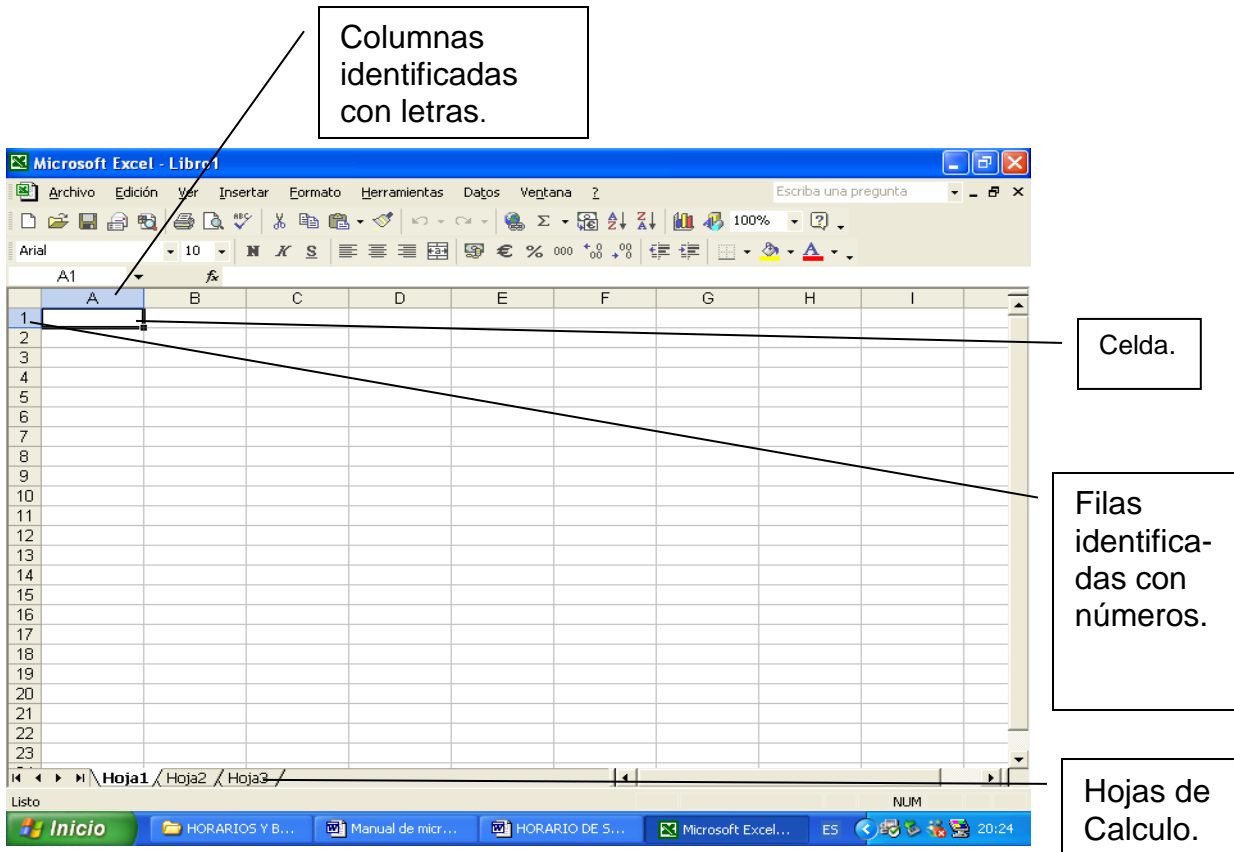 Columnas
identificadas
con letras.
Microsoft Excel - Libro1
Archivo Edición Ver Insertar Formato Herramientas Datos Ventana ? Escriba una pregunta
100%
Arial 10 N K S € % 000
A1 fx
A B C D E F G H I
1
2
3
4
5
6
7
8
9
10
11
12
13
14
15
16
17
18
19
20
21
22
23
Celda.
Filas
identifica-
das con
números.
Hoja1 Hoja2 Hoja3
Listo NUM
Hojas de
Calculo.
Inicio HORARIOS Y B... Manual de micr... HORARIO DE S... Microsoft Exc... ES 20:24